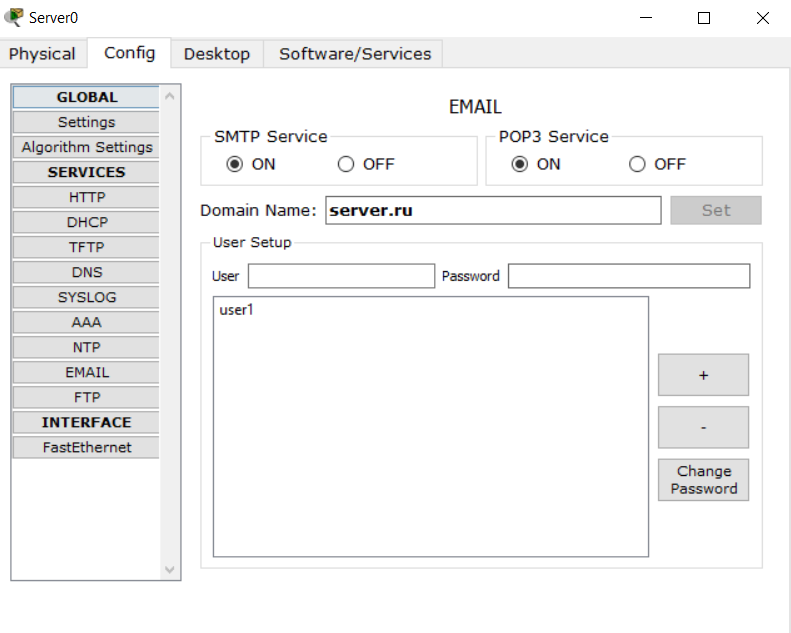 Server0
Physical Config Desktop Software/Services
GLOBAL
Settings
Algorithm Settings
SERVICES
HTTP
DHCP
TFTP
DNS
SYSLOG
AAA
NTP
EMAIL
FTP
INTERFACE
FastEthernet
EMAIL
SMTP Service
ON OFF
POP3 Service
ON OFF
Domain Name: server.ru Set
User Setup
User Password
user1
+
-
Change
Password